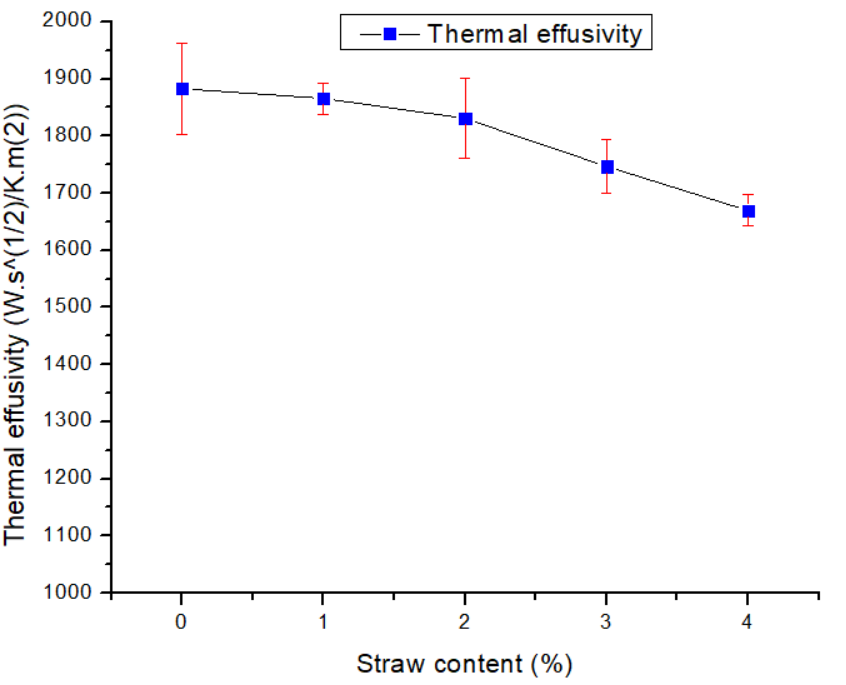 Thermal effusivity
Thermal effusivity (W.s^(1/2)/K.m(2))
2000
1900
1800
1700
1600
1500
1400
1300
1200
1100
1000
0 1 2 3 4
Straw content (%)